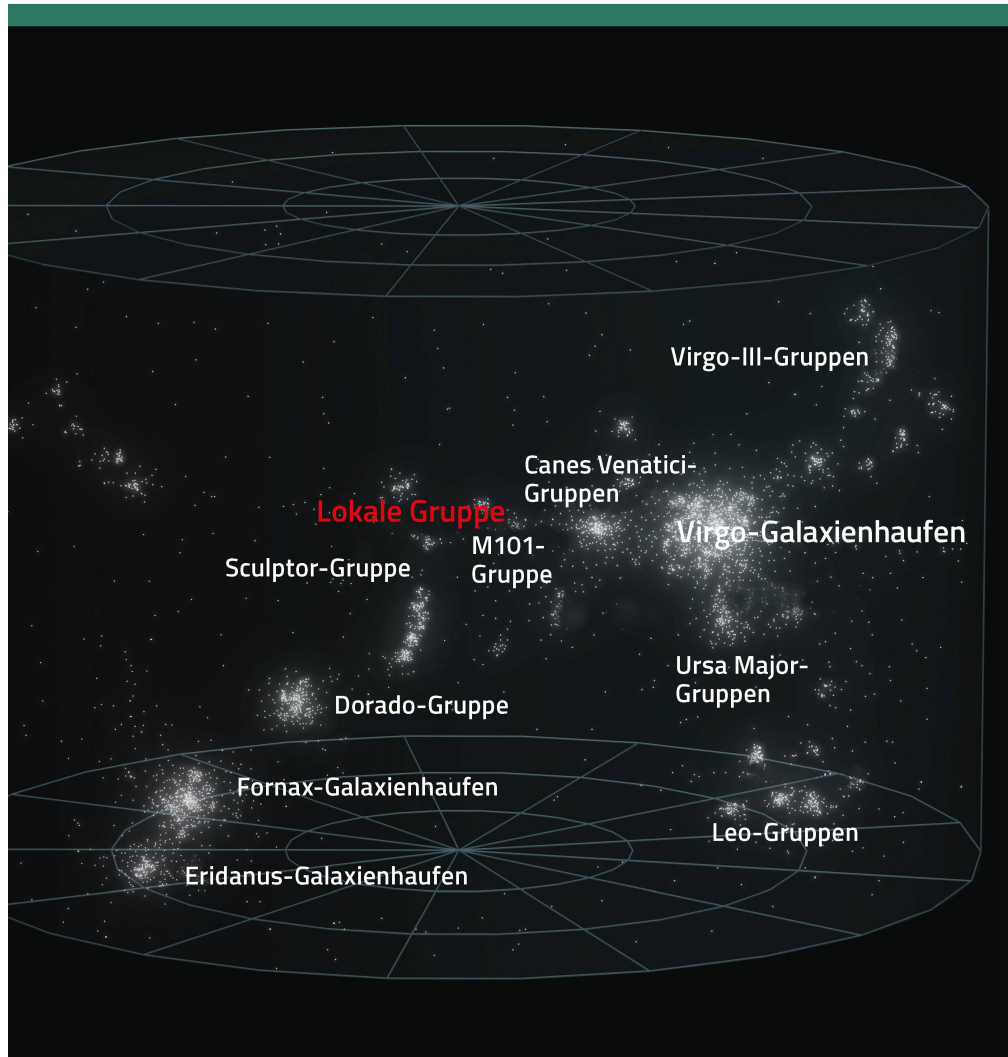 Virgo-III-Gruppen
Canes Venatici-
Gruppen
Lokale Gruppe
Virgo-Galaxienhaufen
M101-
Gruppe
Sculptor-Gruppe
Ursa Major-
Gruppen
Dorado-Gruppe
Fornax-Galaxienhaufen
Leo-Gruppen
Eridanus-Galaxienhaufen